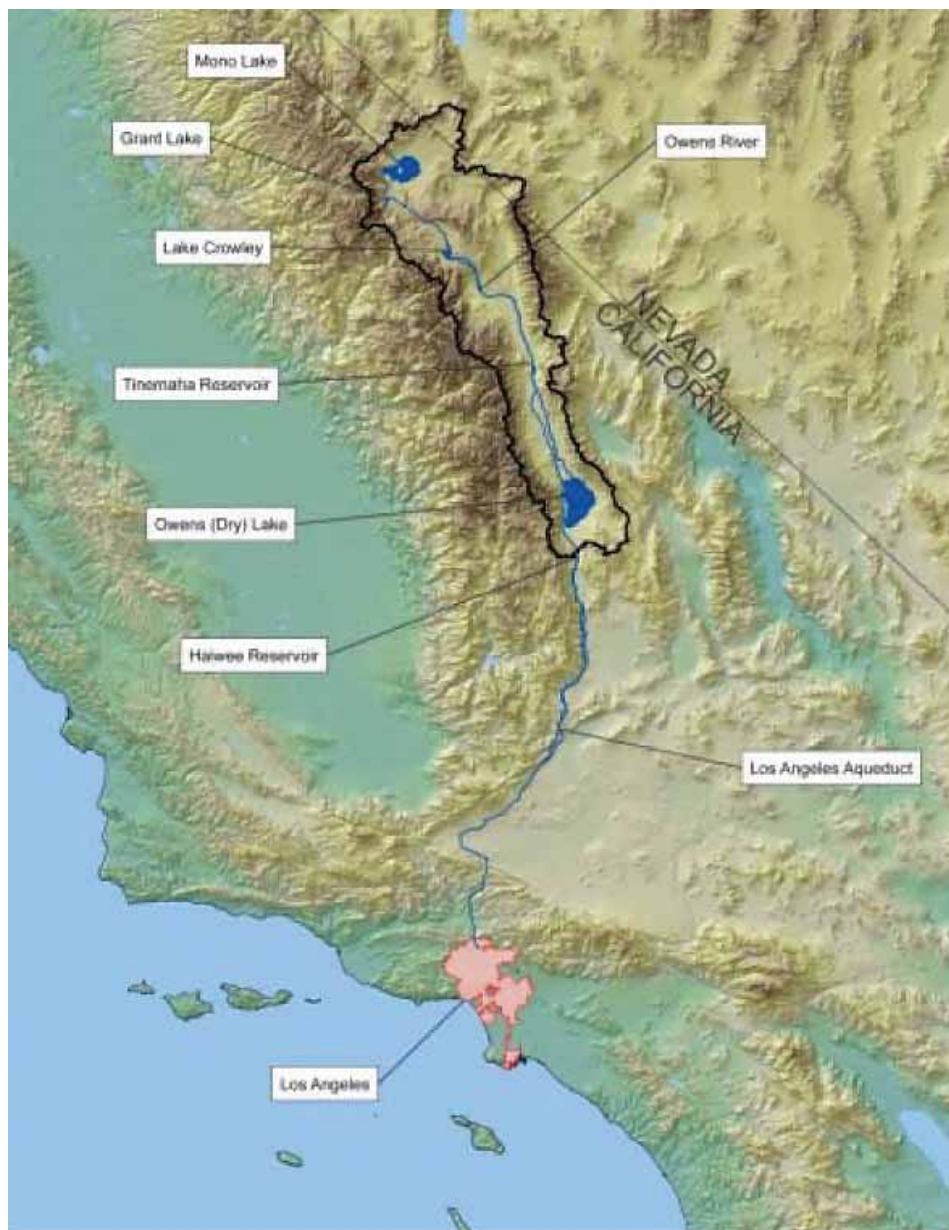 Mono Lake
Grant Lake
Owens River
Lake Crowley
NEVADA
CALIFORNIA
Tinemaha Reservoir
Owens (Dry) Lake
Haiwee Reservoir
Los Angeles Aqueduct
Los Angeles